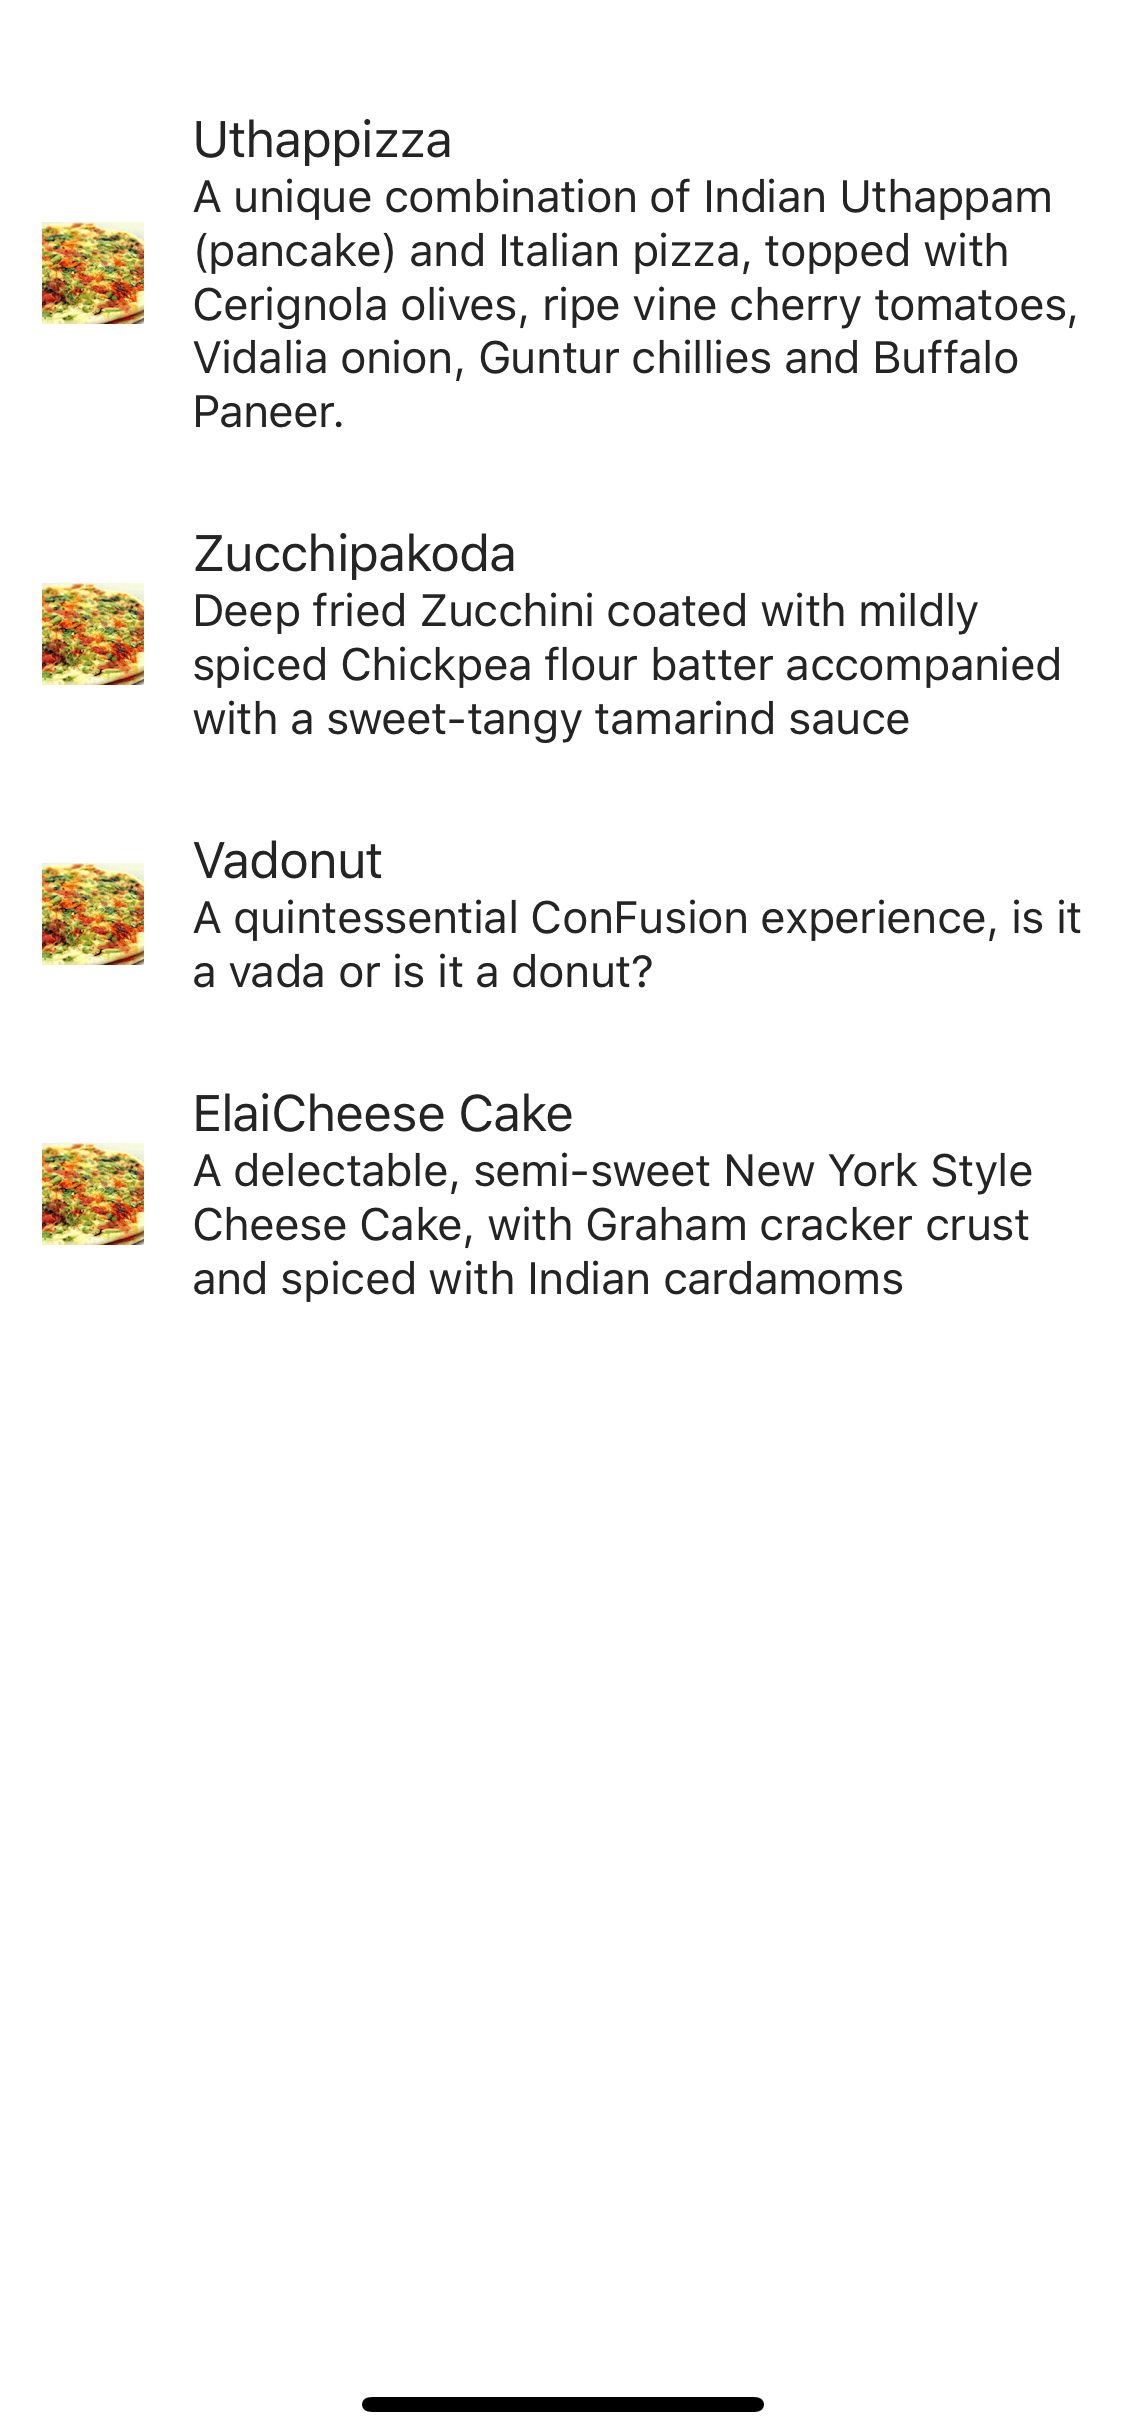 Uthappizza
A unique combination of Indian Uthappam
(pancake) and Italian pizza, topped with
Cerignola olives, ripe vine cherry tomatoes,
Vidalia onion, Guntur chillies and Buffalo
Paneer.
Zucchipakoda
Deep fried Zucchini coated with mildly
spiced Chickpea flour batter accompanied
with a sweet-tangy tamarind sauce
Vadonut
A quintessential ConFusion experience, is it
a vada or is it a donut?
ElaiCheese Cake
A delectable, semi-sweet New York Style
Cheese Cake, with Graham cracker crust
and spiced with Indian cardamoms